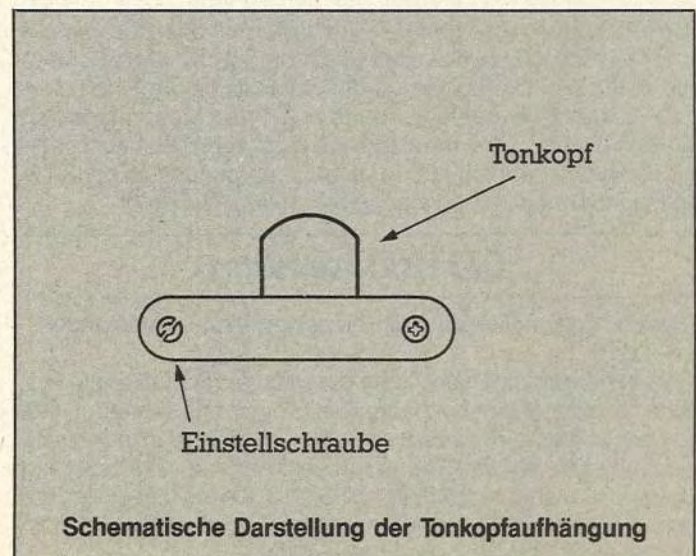 Tonkopf
Einstellschraube
Schematische Darstellung der Tonkopfaufhängung